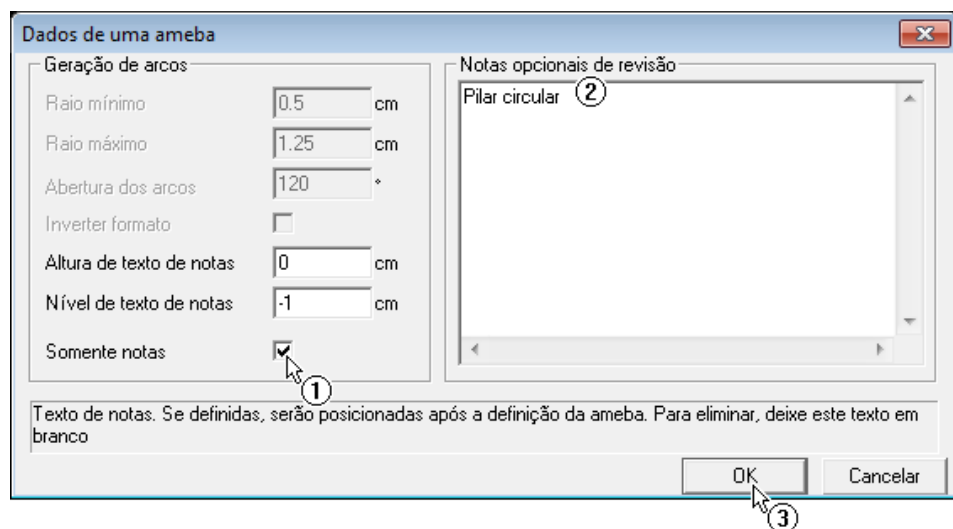 Dados de uma ameba
Geração de arcos
Raio mínimo 0.5 cm
Raio máximo 1.25 cm
Abertura dos arcos 120 °
Inverter formato
Altura de texto de notas 0 cm
Nível de texto de notas -1 cm
Somente notas
1
Notas opcionais de revisão
Pilar circular 2
Texto de notas. Se definidas, serão posicionadas após a definição da ameba. Para eliminar, deixe este texto em
branco
OK Cancelar
3